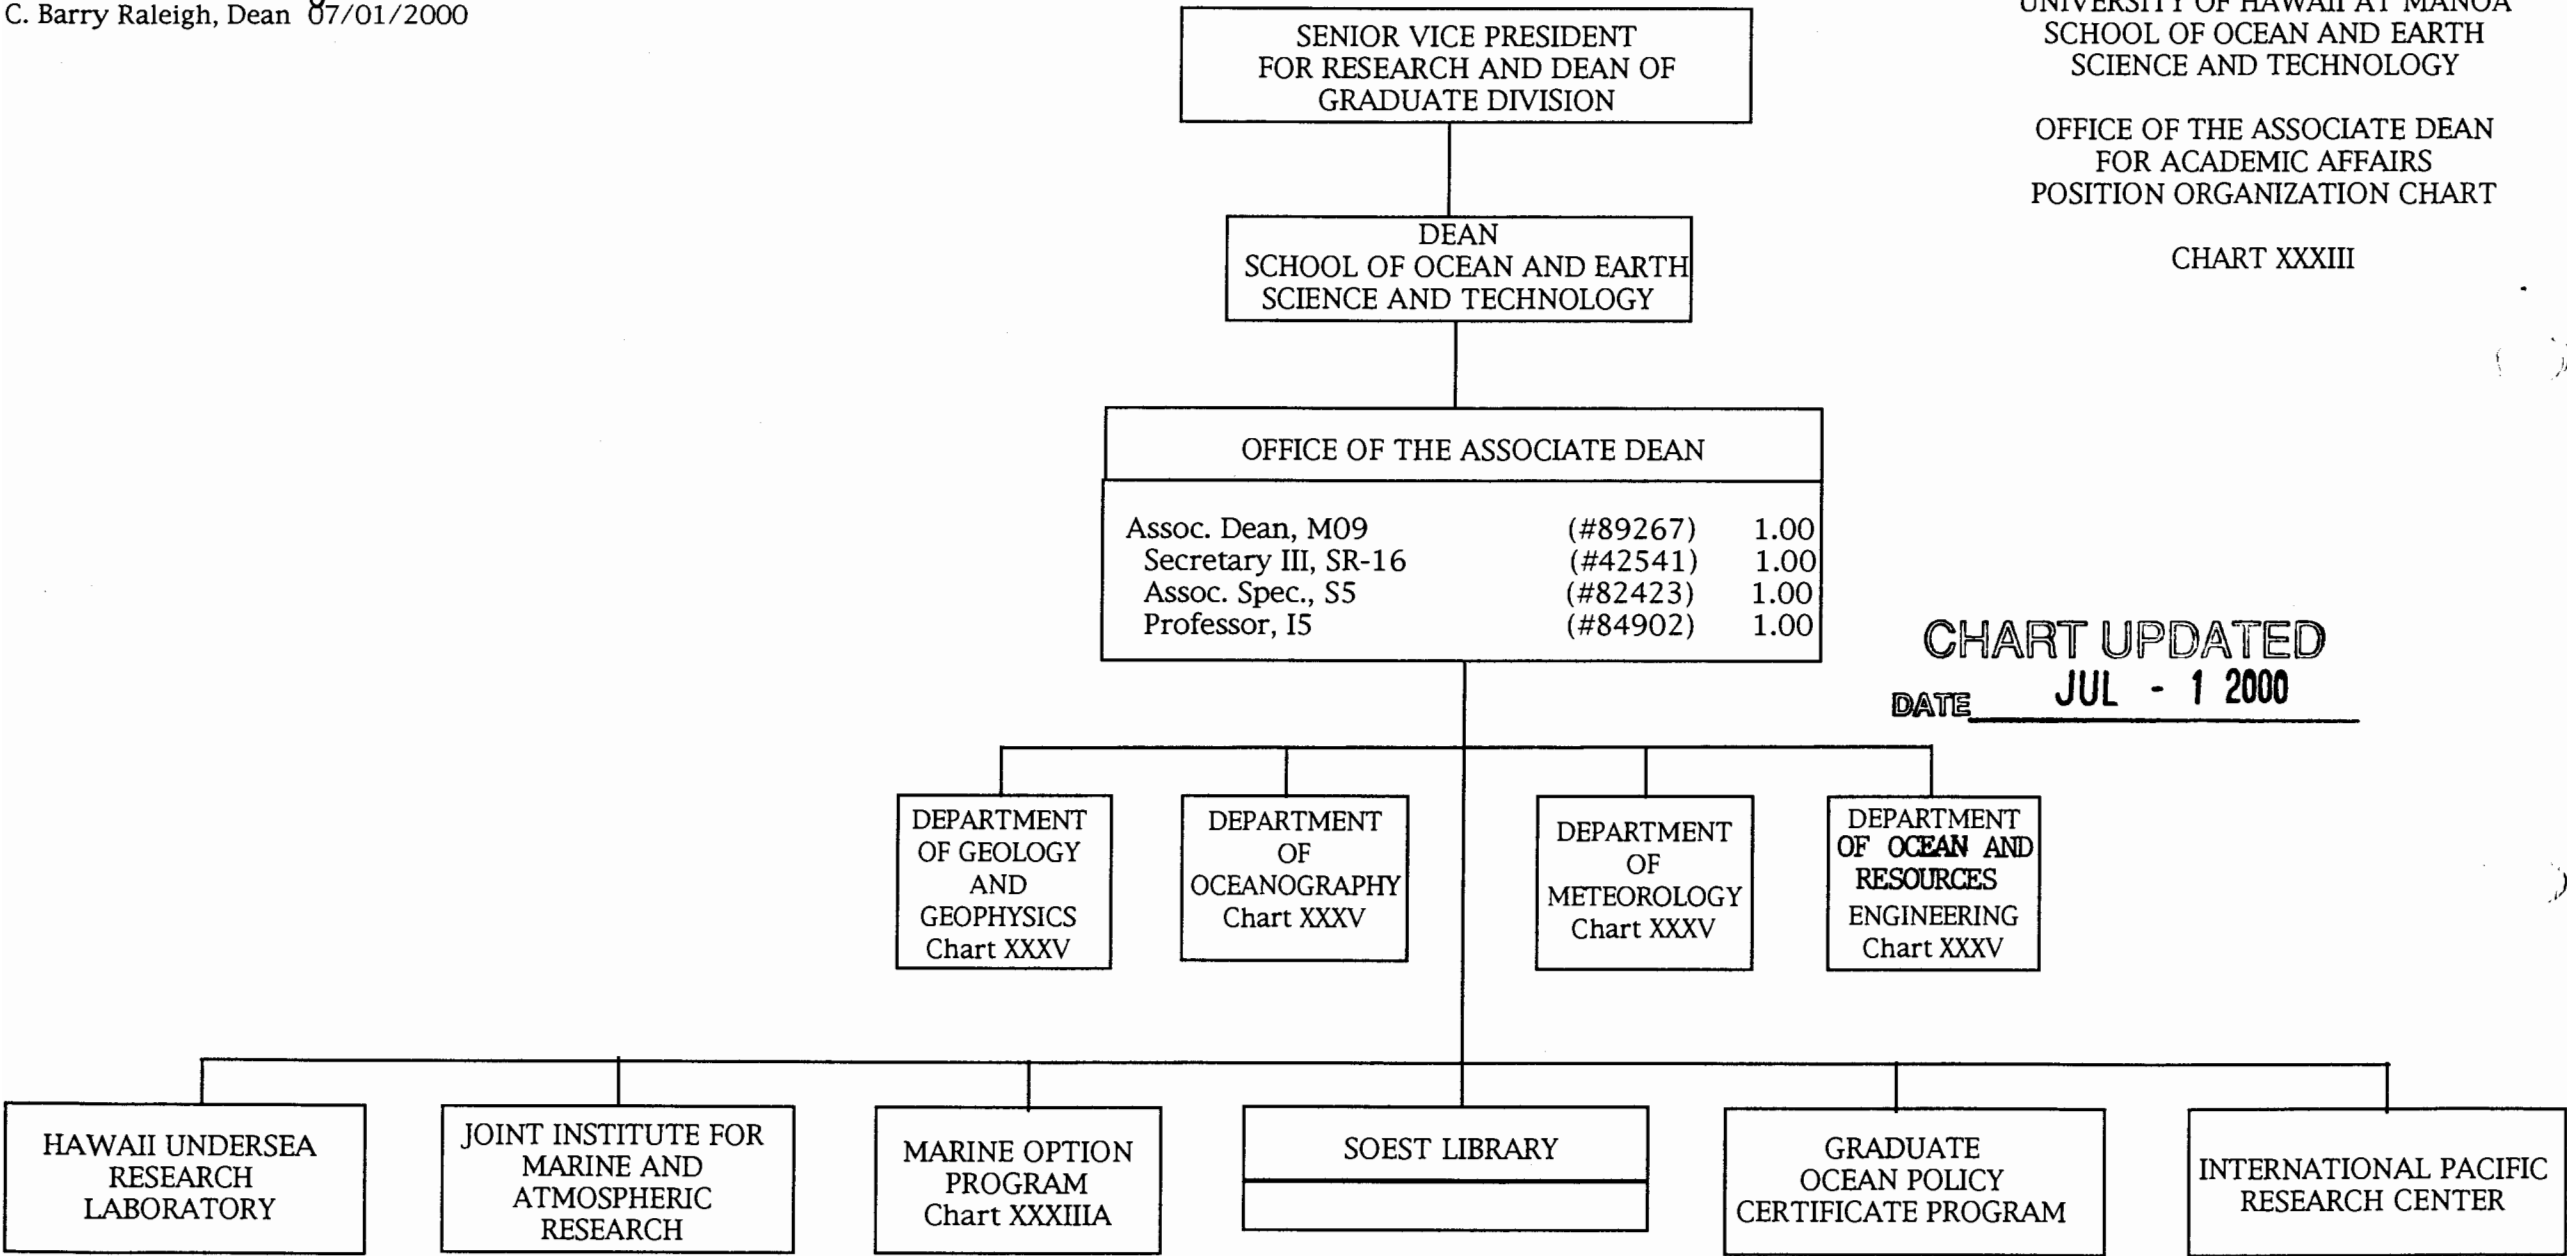 C. Barry Raleigh, Dean 07/01/2000
UNIVERSITY OF HAWAII AT MANOA
SCHOOL OF OCEAN AND EARTH
SCIENCE AND TECHNOLOGY
OFFICE OF THE ASSOCIATE DEAN
FOR ACADEMIC AFFAIRS
POSITION ORGANIZATION CHART
CHART XXXIII
SENIOR VICE PRESIDENT
FOR RESEARCH AND DEAN OF
GRADUATE DIVISION
DEAN
SCHOOL OF OCEAN AND EARTH
SCIENCE AND TECHNOLOGY
OFFICE OF THE ASSOCIATE DEAN
Assoc. Dean, M09 (#89267) 1.00
Secretary III, SR-16 (#42541) 1.00
Assoc. Spec., S5 (#82423) 1.00
Professor, I5 (#84902) 1.00
CHART UPDATED
DATE JUL - 1 2000
DEPARTMENT
OF GEOLOGY
AND
GEOPHYSICS
Chart XXXV
DEPARTMENT
OF
OCEANOGRAPHY
Chart XXXV
DEPARTMENT
OF
METEOROLOGY
Chart XXXV
DEPARTMENT
OF OCEAN AND
RESOURCES
ENGINEERING
Chart XXXV
HAWAII UNDERSEA
RESEARCH
LABORATORY
JOINT INSTITUTE FOR
MARINE AND
ATMOSPHERIC
RESEARCH
MARINE OPTION
PROGRAM
Chart XXXIIIA
SOEST LIBRARY
GRADUATE
OCEAN POLICY
CERTIFICATE PROGRAM
INTERNATIONAL PACIFIC
RESEARCH CENTER